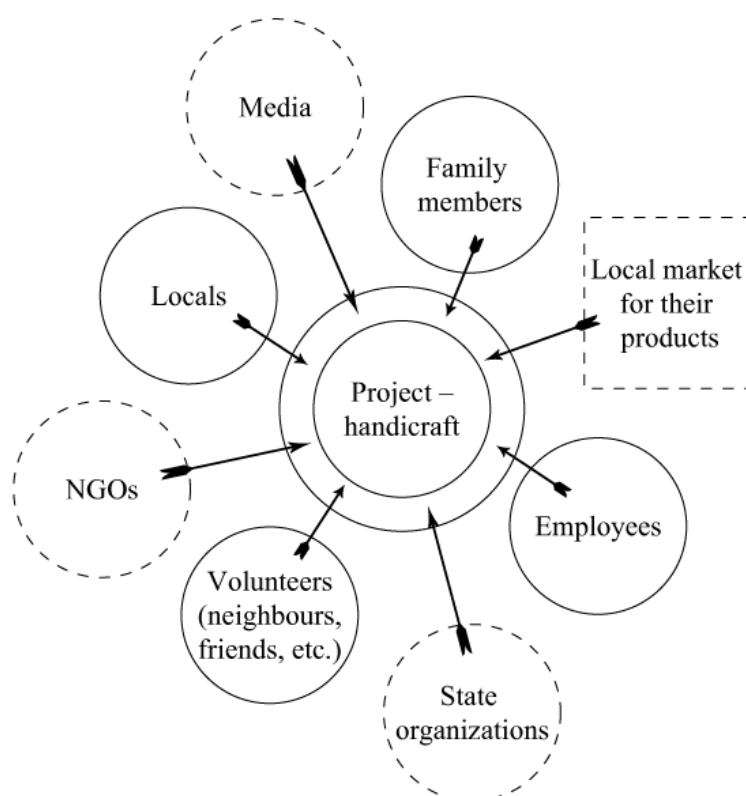 Media
Family
members
Local market
for their
products
Locals
Project –
handicraft
NGOs
Employees
Volunteers
(neighbours,
friends, etc.)
State
organizations